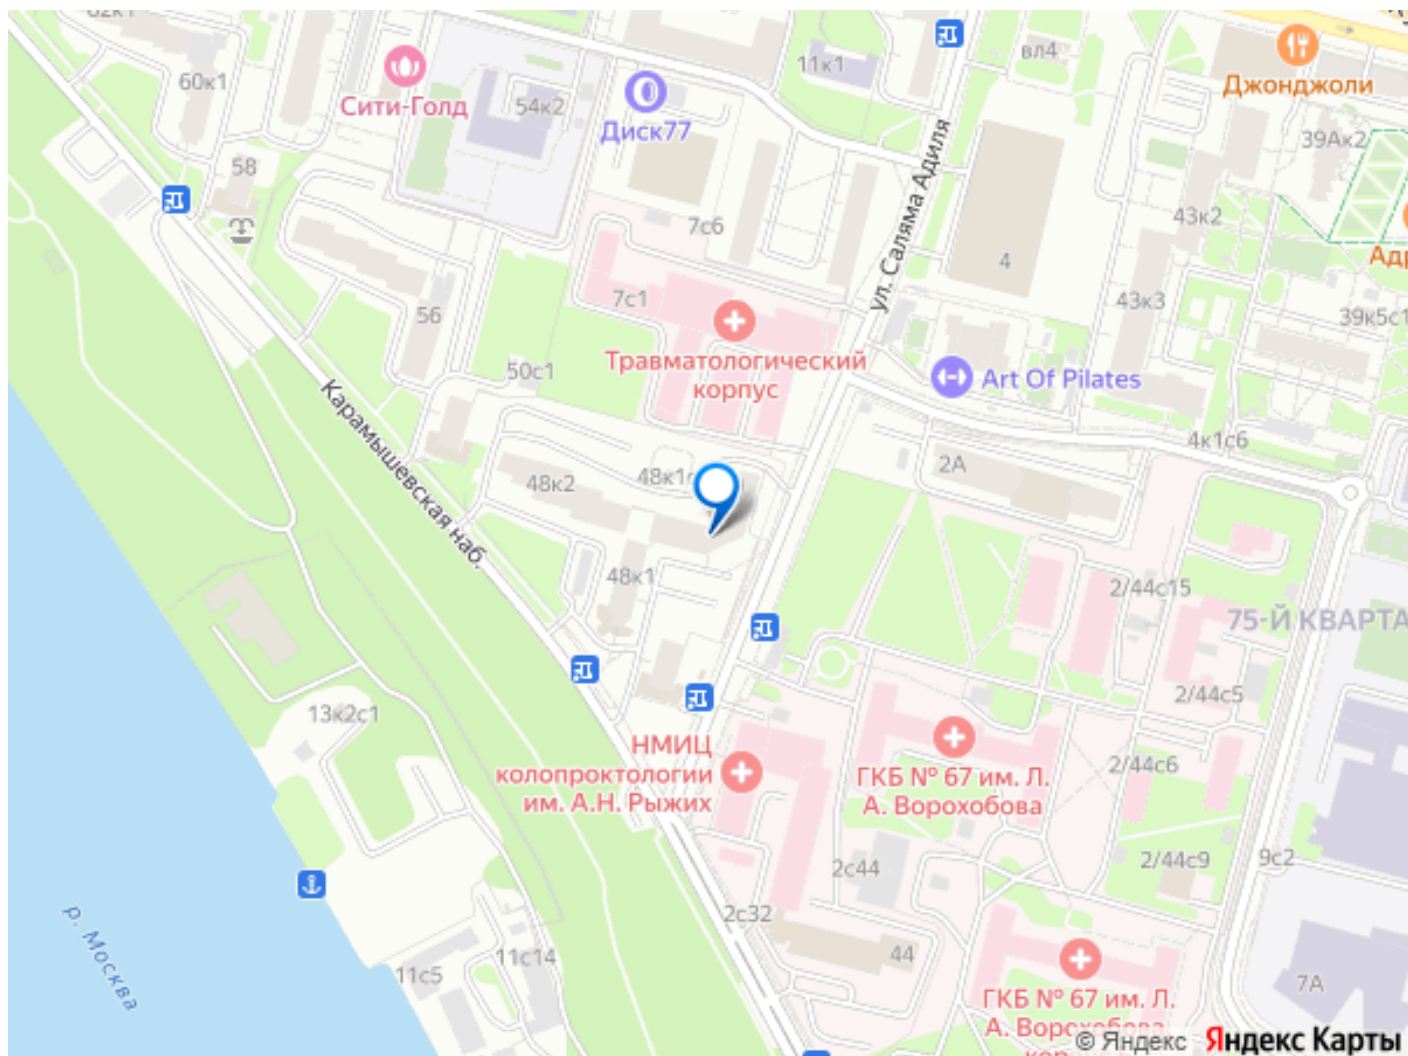 60к1
Сити-Голд
54к2
Диск77
11к1
вл4
Джонджоли
39Ак2
58
7с6
ул. Саляма Адиля
4
43к2
43к3
39к5с1
56
7с1
Травматологический
корпус
50с1
Art Of Pilates
Карамышевская наб.
48к2
48к1
2А
4к1с6
48к1
2/44с15
75-Й КВАРТА
2/44с5
13к2с1
НМИЦ
колопроктологии
им. А.Н. Рыжих
ГКБ № 67 им. Л.
А. Ворохобова
2/44с6
2/44с9
9с2
2с44
2с32
р. Москва
11с5
11с14
44
7А
ГКБ № 67 им. Л.
А. Ворохобова
© Яндекс
Яндекс Карты